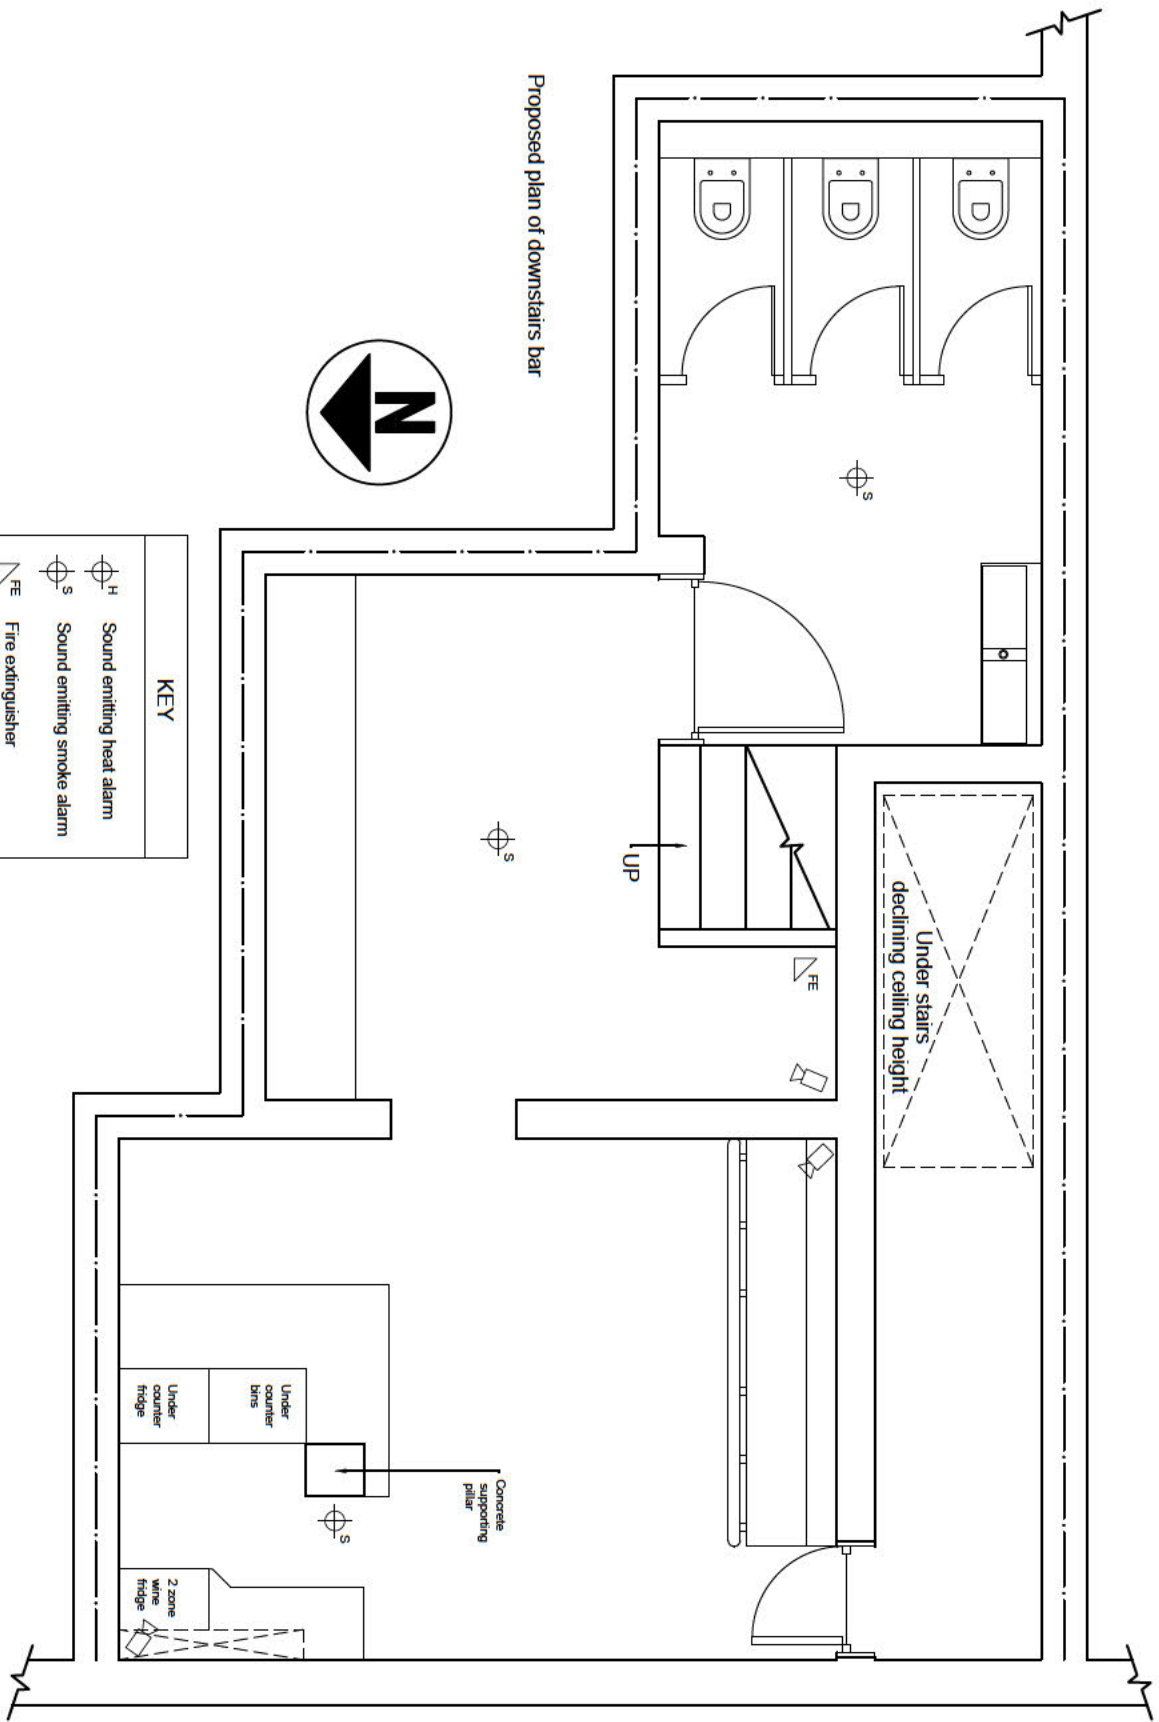 Proposed plan of downstairs bar
N
KEY
H
Sound emitting heat alarm
S
Sound emitting smoke alarm
FE
Fire extinguisher
S
S
UP
FE
Under stairs
declining ceiling height
Under
counter
bins
Under
counter
fridge
Concrete
supporting
pillar
S
2 zone
wine
fridge